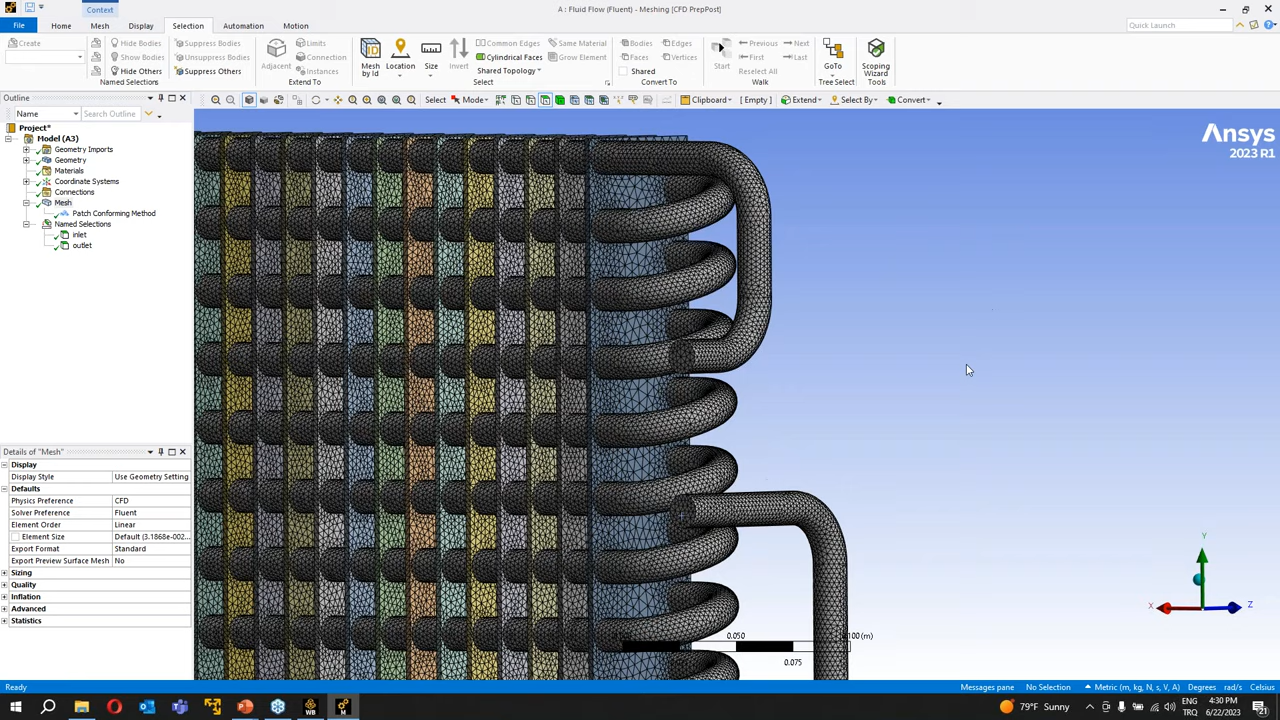 Context
A : Fluid Flow (Fluent) - Meshing [CFD PrepPost]
File Home Mesh Display Selection Automation Motion Quick Launch
Create Hide Bodies Suppress Bodies Limits Common Edges Same Material Bodies Edges Previous Next
Show Bodies Unsuppress Bodies Connection Cylindrical Faces Grow Element Faces Vertices First Last
Hide Others Suppress Others Instances Shared Topology Shared Reselect All
Adjacent Mesh by Id Location Size Invert Start GoTo Scoping Wizard
Named Selections Extend To Select Convert To Walk Tree Select Tools
Outline Select Mode Clipboard [ Empty ] Extend Select By Convert
Name Search Outline
Project*
Model (A3)
Geometry Imports
Geometry
Materials
Coordinate Systems
Connections
Mesh
Patch Conforming Method
Named Selections
inlet
outlet
Ansys
2023 R1
Details of "Mesh"
Display
Display Style Use Geometry Setting
Defaults
Physics Preference CFD
Solver Preference Fluent
Element Order Linear
Element Size Default (3.1868e-002...
Export Format Standard
Export Preview Surface Mesh No
Sizing
Quality
Inflation
Advanced
Statistics
0.050 100 (m)
0.075
Y
X Z
Ready Messages pane No Selection Metric (m, kg, N, s, V, A) Degrees rad/s Celsius
79°F Sunny ENG TRQ 4:30 PM 6/22/2023 21
WB M